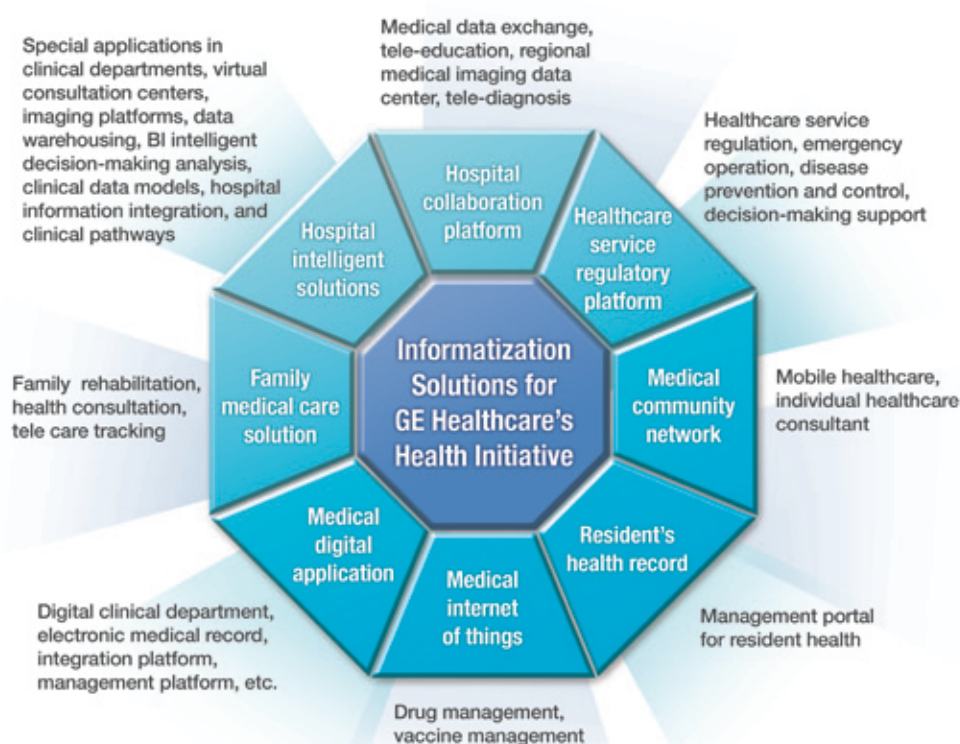 Medical data exchange,
tele-education, regional
medical imaging data
center, tele-diagnosis
Special applications in
clinical departments, virtual
consultation centers,
imaging platforms, data
warehousing, BI intelligent
decision-making analysis,
clinical data models, hospital
information integration, and
clinical pathways
Healthcare service
regulation, emergency
operation, disease
prevention and control,
decision-making support
Hospital
collaboration
platform
Hospital
intelligent
solutions
Healthcare
service
regulatory
platform
Informatization
Solutions for
GE Healthcare's
Health Initiative
Family rehabilitation,
health consultation,
tele care tracking
Family
medical care
solution
Medical
community
network
Mobile healthcare,
individual healthcare
consultant
Medical
digital
application
Medical
internet
of things
Resident's
health record
Digital clinical department,
electronic medical record,
integration platform,
management platform, etc.
Management portal
for resident health
Drug management,
vaccine management